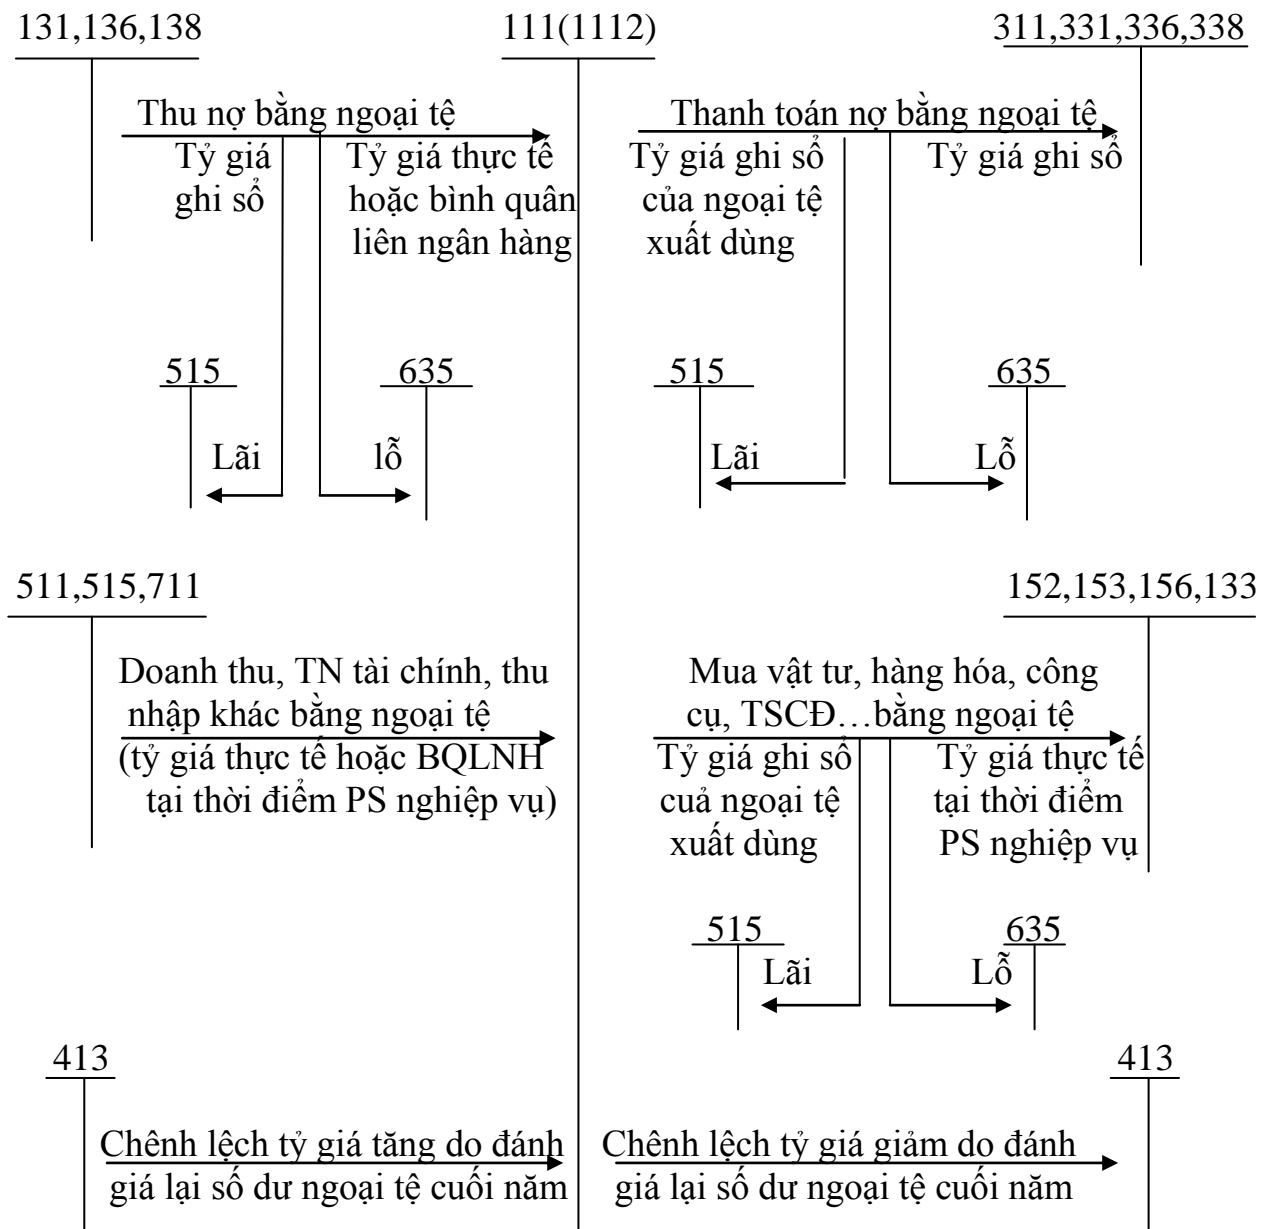 131,136,138
111(1112)
311,331,336,338
Thu nợ bằng ngoại tệ
Tỷ giá
ghi sổ
Tỷ giá thực tế
hoặc bình quân
liên ngân hàng
Thanh toán nợ bằng ngoại tệ
Tỷ giá ghi sổ
của ngoại tệ
xuất dùng
Tỷ giá ghi sổ
515
635
515
635
Lãi
lỗ
Lãi
Lỗ
511,515,711
152,153,156,133
Doanh thu, TN tài chính, thu
nhập khác bằng ngoại tệ
(tỷ giá thực tế hoặc BQLNH
tại thời điểm PS nghiệp vụ)
Mua vật tư, hàng hóa, công
cụ, TSCĐ…bằng ngoại tệ
Tỷ giá ghi sổ
cuả ngoại tệ
xuất dùng
Tỷ giá thực tế
tại thời điểm
PS nghiệp vụ
515
635
Lãi
Lỗ
413
413
Chênh lệch tỷ giá tăng do đánh
giá lại số dư ngoại tệ cuối năm
Chênh lệch tỷ giá giảm do đánh
giá lại số dư ngoại tệ cuối năm